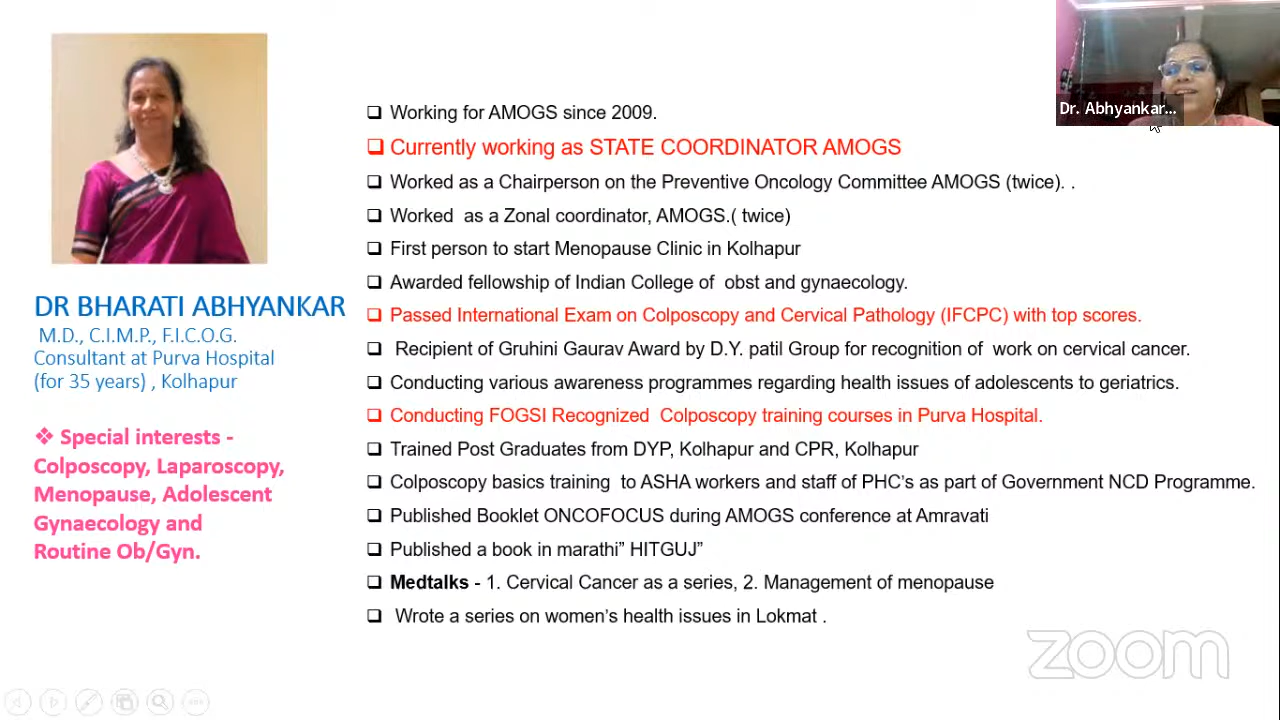 Dr. Abhyankar...
DR BHARATI ABHYANKAR
M.D., C.I.M.P., F.I.C.O.G.
Consultant at Purva Hospital
(for 35 years) , Kolhapur
❖ Special interests -
Colposcopy, Laparoscopy,
Menopause, Adolescent
Gynaecology and
Routine Ob/Gyn.
❑ Working for AMOGS since 2009.
❑ Currently working as STATE COORDINATOR AMOGS
❑ Worked as a Chairperson on the Preventive Oncology Committee AMOGS (twice). .
❑ Worked as a Zonal coordinator, AMOGS.( twice)
❑ First person to start Menopause Clinic in Kolhapur
❑ Awarded fellowship of Indian College of obst and gynaecology.
❑ Passed International Exam on Colposcopy and Cervical Pathology (IFCPC) with top scores.
❑ Recipient of Gruhini Gaurav Award by D.Y. patil Group for recognition of work on cervical cancer.
❑ Conducting various awareness programmes regarding health issues of adolescents to geriatrics.
❑ Conducting FOGSI Recognized Colposcopy training courses in Purva Hospital.
❑ Trained Post Graduates from DYP, Kolhapur and CPR, Kolhapur
❑ Colposcopy basics training to ASHA workers and staff of PHC's as part of Government NCD Programme.
❑ Published Booklet ONCOFOCUS during AMOGS conference at Amravati
❑ Published a book in marathi” HITGUJ”
❑ Medtalks - 1. Cervical Cancer as a series, 2. Management of menopause
❑ Wrote a series on women’s health issues in Lokmat .
zoom